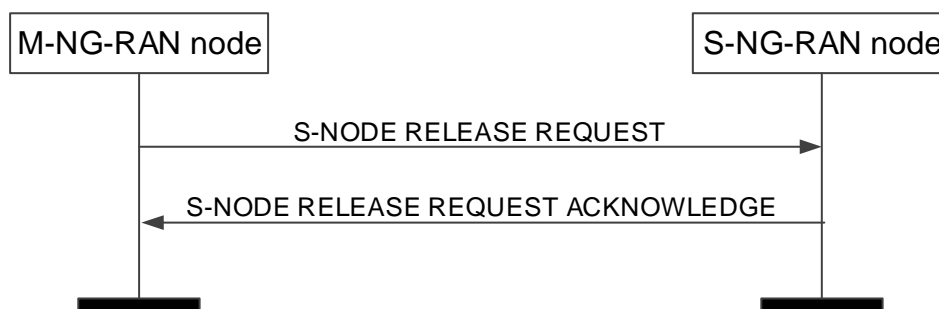 M-NG-RAN node
S-NG-RAN node
S-NODE RELEASE REQUEST
S-NODE RELEASE REQUEST ACKNOWLEDGE